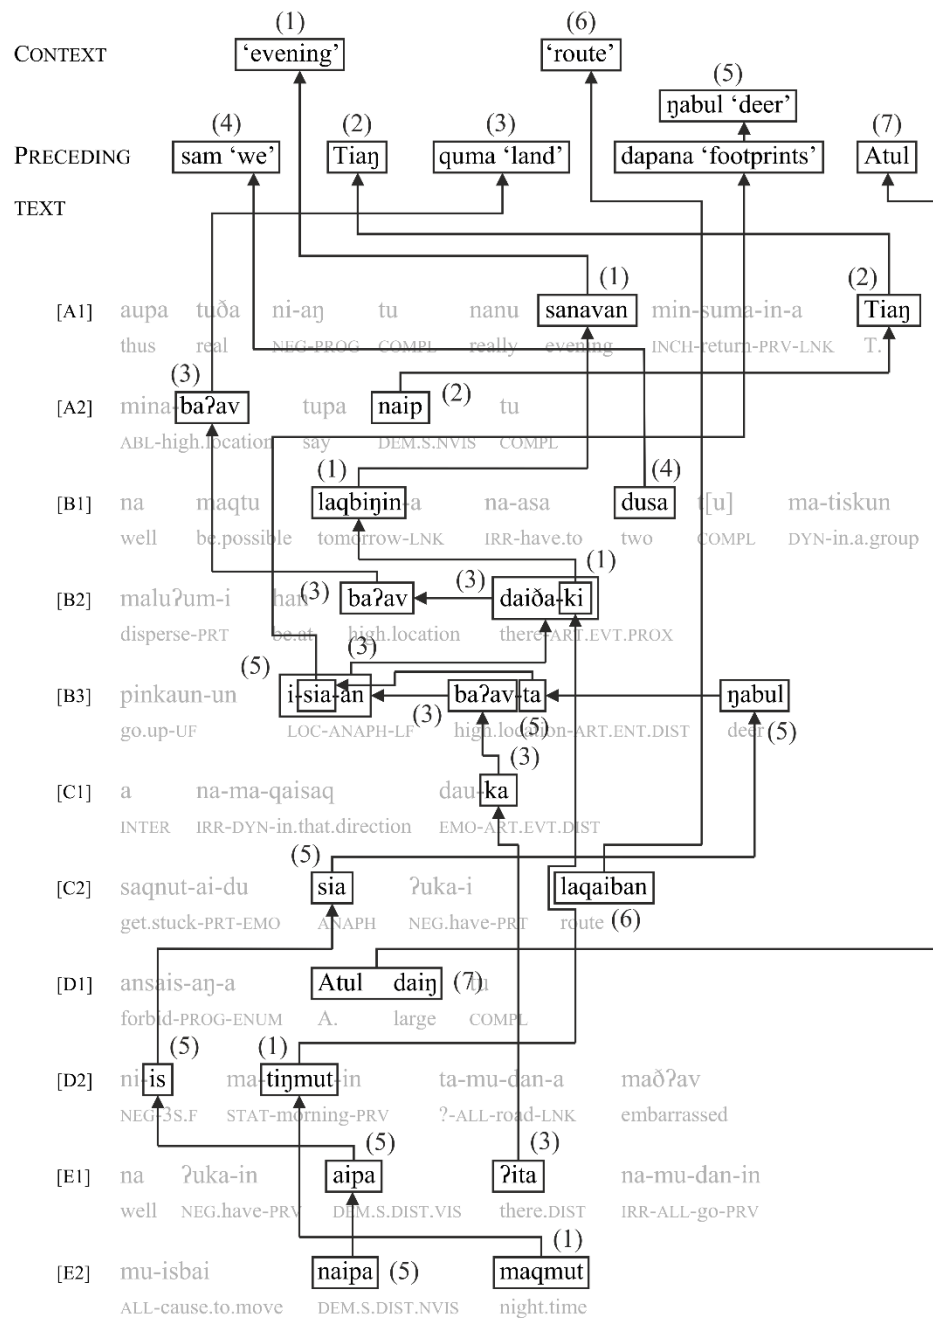 (1) (6)
CONTEXT ‘evening’ ‘route’
(5)
ŋabul ‘deer’
(4) (2) (3) (7)
PRECEDING sam ‘we’ Tiaŋ quma ‘land’ dapana ‘footprints’ Atul
TEXT
(1) (2)
[A1] aupa tuða ni-aŋ tu nanu sanavan min-suma-in-a Tiaŋ
thus real NEG-PROG COMPL really evening INCH-return-PRV-LNK T.
(3)
[A2] mina-baʔav tupa naip (2) tu
ABL-high.location say DEM.S.NVIS COMPL
(1) (4)
[B1] na maqtu laqbiŋin-a na-asa dusa t[u] ma-tiskun
well be.possible tomorrow-LNK IRR-have.to two COMPL DYN-in.a.group
(1)
[B2] maluʔum-i han (3) baʔav (3) daiða-ki
disperse-PRT be.at high.location there-ART.EVT.PROX
(5) (3)
[B3] pinkaun-un i-sia-an (3) baʔav-ta (5) ŋabul (5)
go.up-UF LOC-ANAPH-LF high.location-ART.ENT.DIST deer
(3)
[C1] a na-ma-qaisaq dau-ka
INTER IRR-DYN-in.that.direction EMO-ART.EVT.DIST
(5)
[C2] saqnut-ai-du sia ʔuka-i laqaiban
get.stuck-PRT-EMO ANAPH NEG.have-PRT route (6)
[D1] ansais-aŋ-a Atul daiŋ (7) tu
forbid-PROG-ENUM A. large COMPL
(5) (1)
[D2] ni-is ma-tiŋmut-in ta-mu-dan-a maðʔav
NEG-3S.F STAT-morning-PRV ?-ALL-road-LNK embarrassed
(5) (3)
[E1] na ʔuka-in aipa ʔita na-mu-dan-in
well NEG.have-PRV DEM.S.DIST.VIS there.DIST IRR-ALL-go-PRV
(1)
[E2] mu-isbai naipa (5) maqmut
ALL-cause.to.move DEM.S.DIST.NVIS night.time